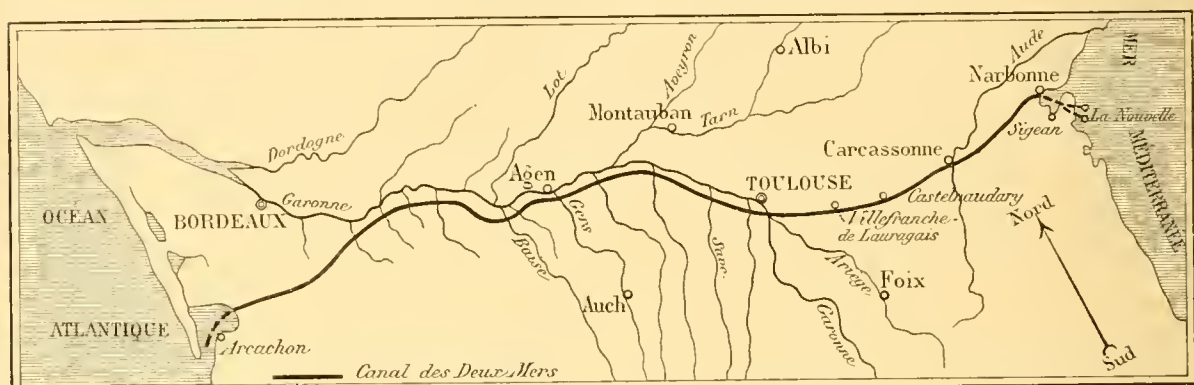 MER
MÉDITERRANÉE
Albi
Aude
Narbonne
Lot
Aveyron
Montauban
Tarn
La Nouvelle
Sigean
Dordogne
Carcassonne
Agen
TOULOUSE
Castelnaudary
Garonne
OCÉAN
BORDEAUX
Gers
Villefranche
de Lauragais
Nord
Baïse
Save
Ariège
Foix
Auch
Garonne
ATLANTIQUE
Arcachon
Sud
Canal des Deux Mers